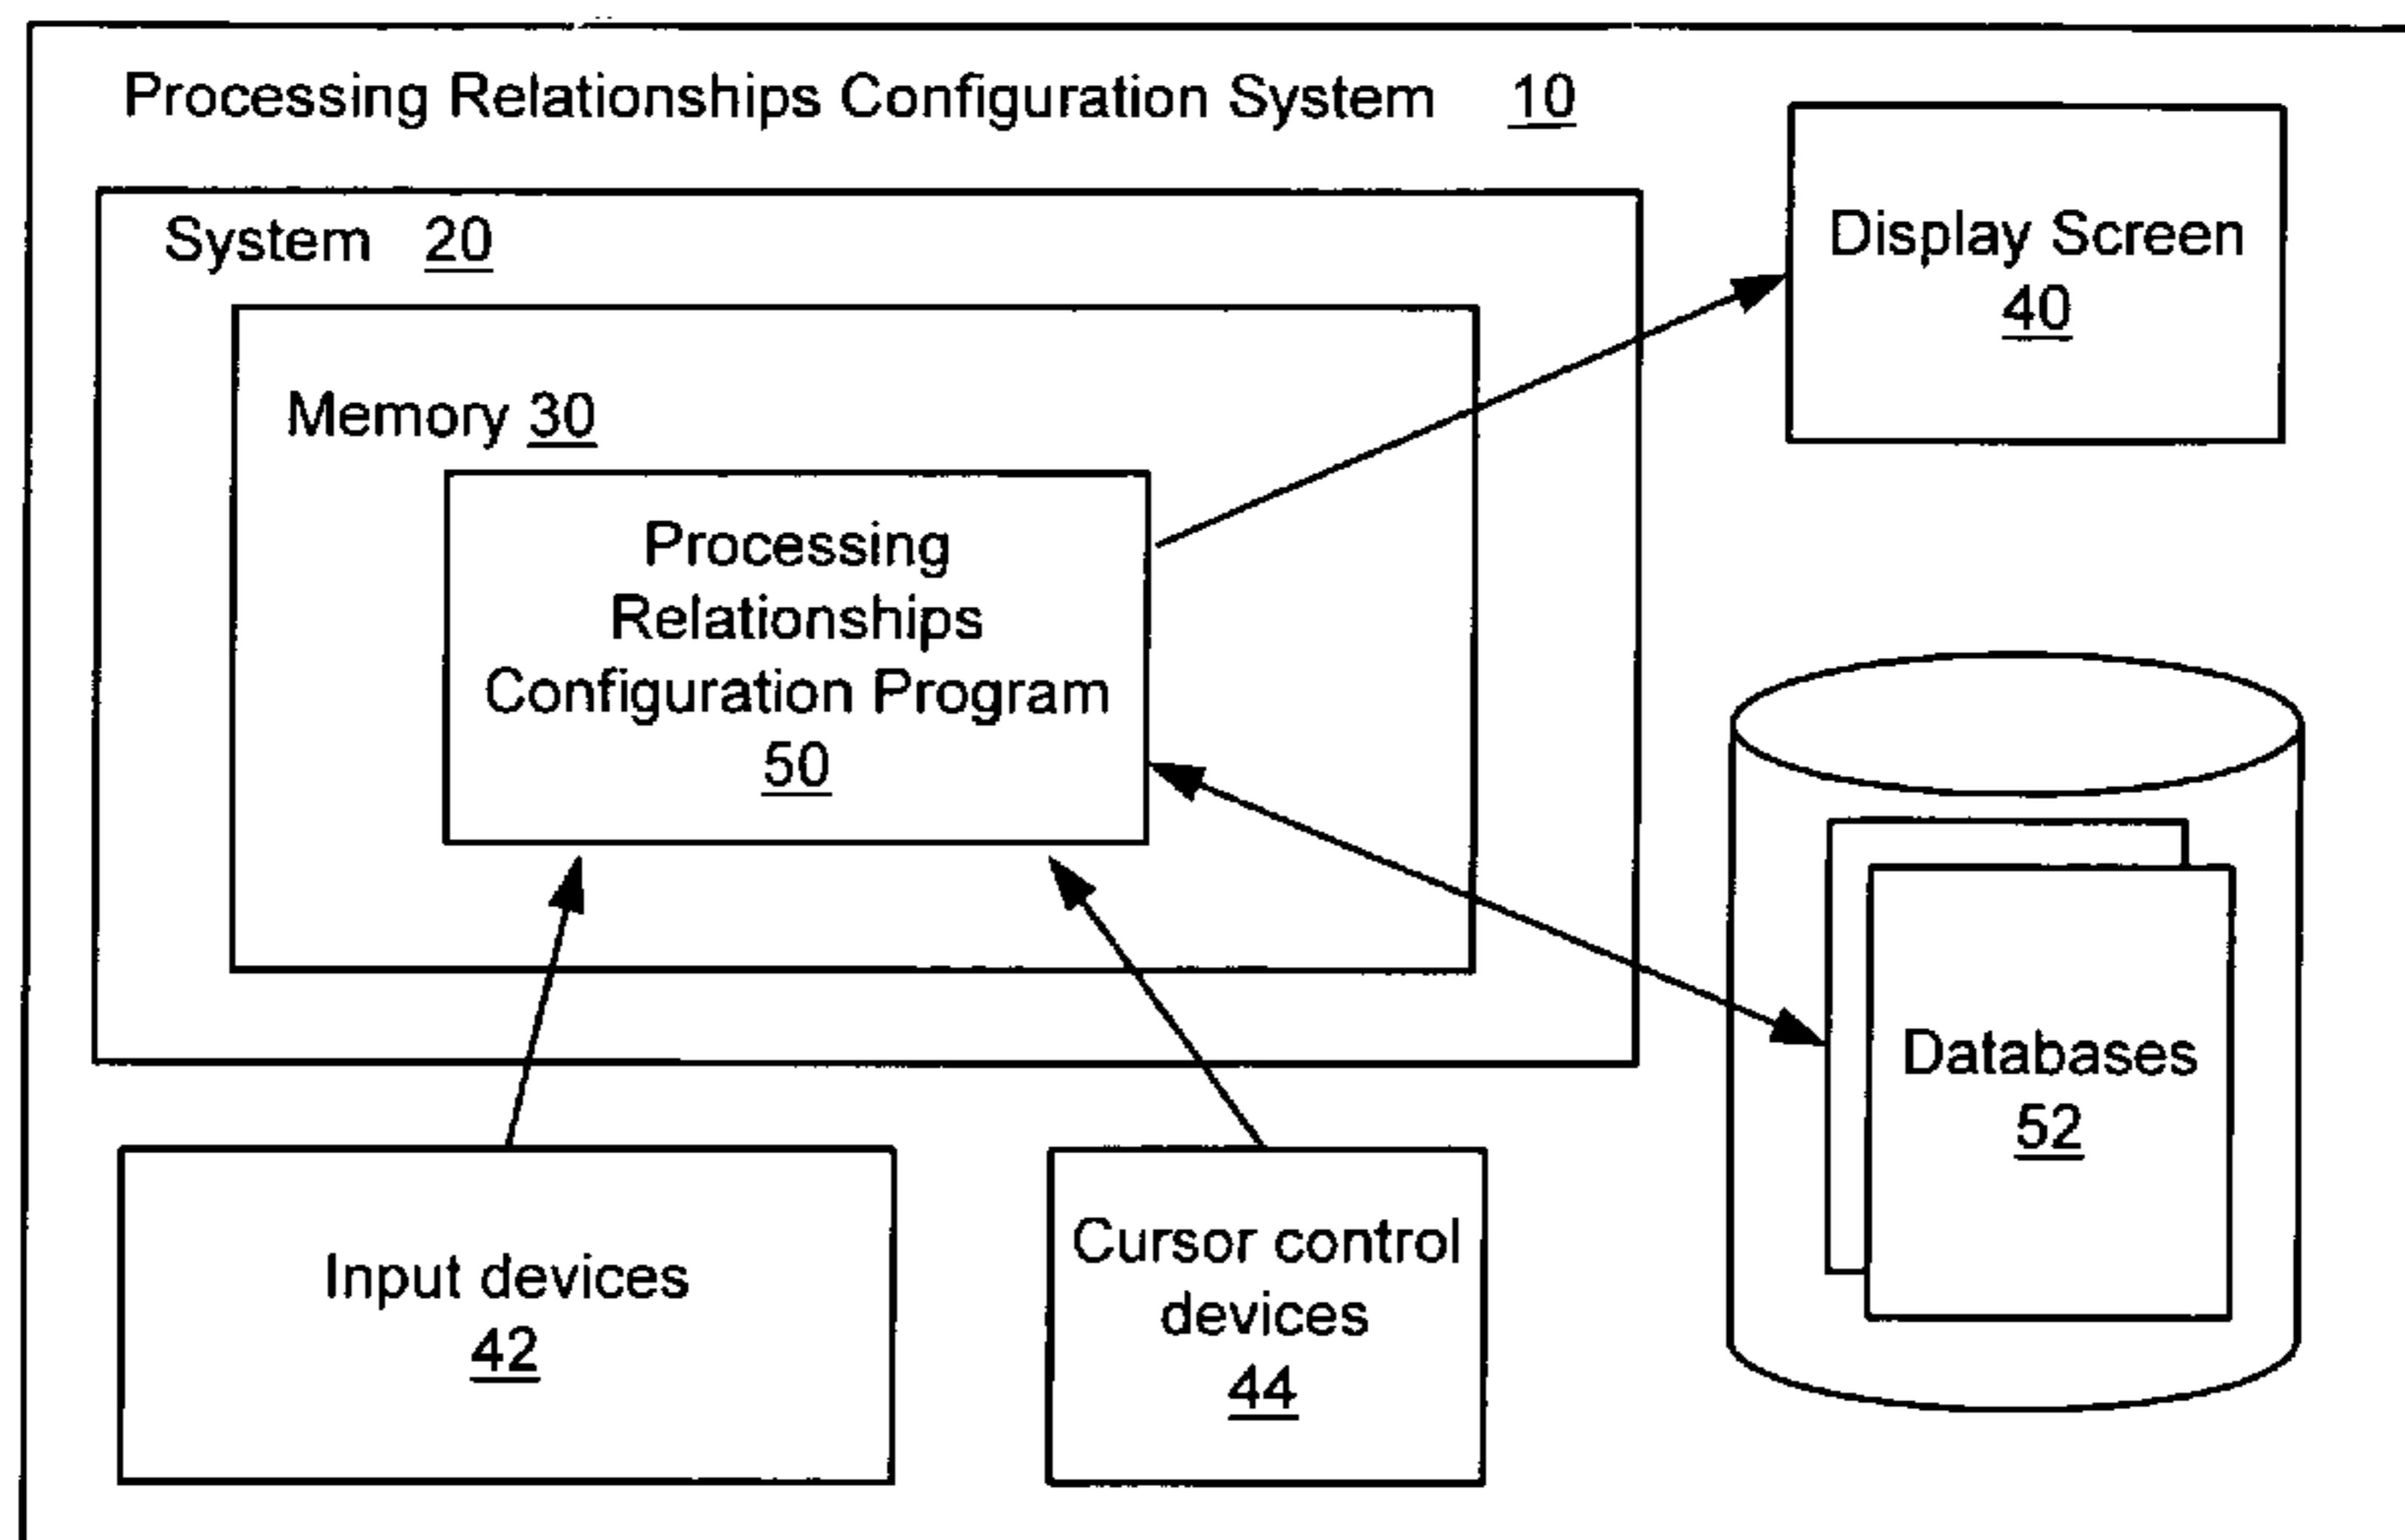 Processing Relationships Configuration System 10
System 20
Display Screen
40
Memory 30
Processing
Relationships
Configuration Program
50
Databases
52
Input devices
42
Cursor control
devices
44